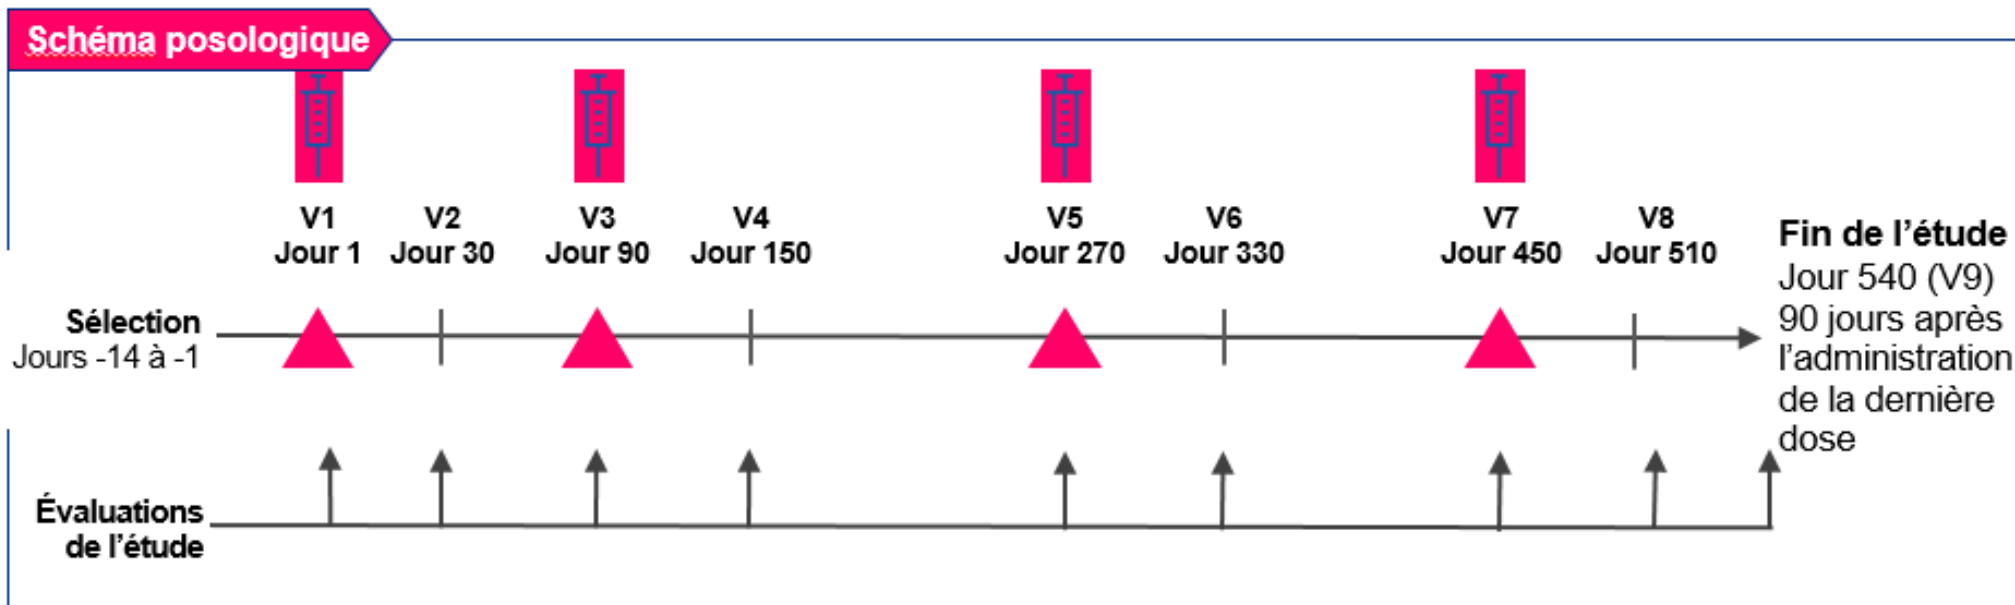 Schéma posologique
V1
Jour 1
V2
Jour 30
V3
Jour 90
V4
Jour 150
V5
Jour 270
V6
Jour 330
V7
Jour 450
V8
Jour 510
Fin de l'étude
Jour 540 (V9)
90 jours après
l'administration
de la dernière
dose
Sélection
Jours -14 à -1
Évaluations
de l'étude